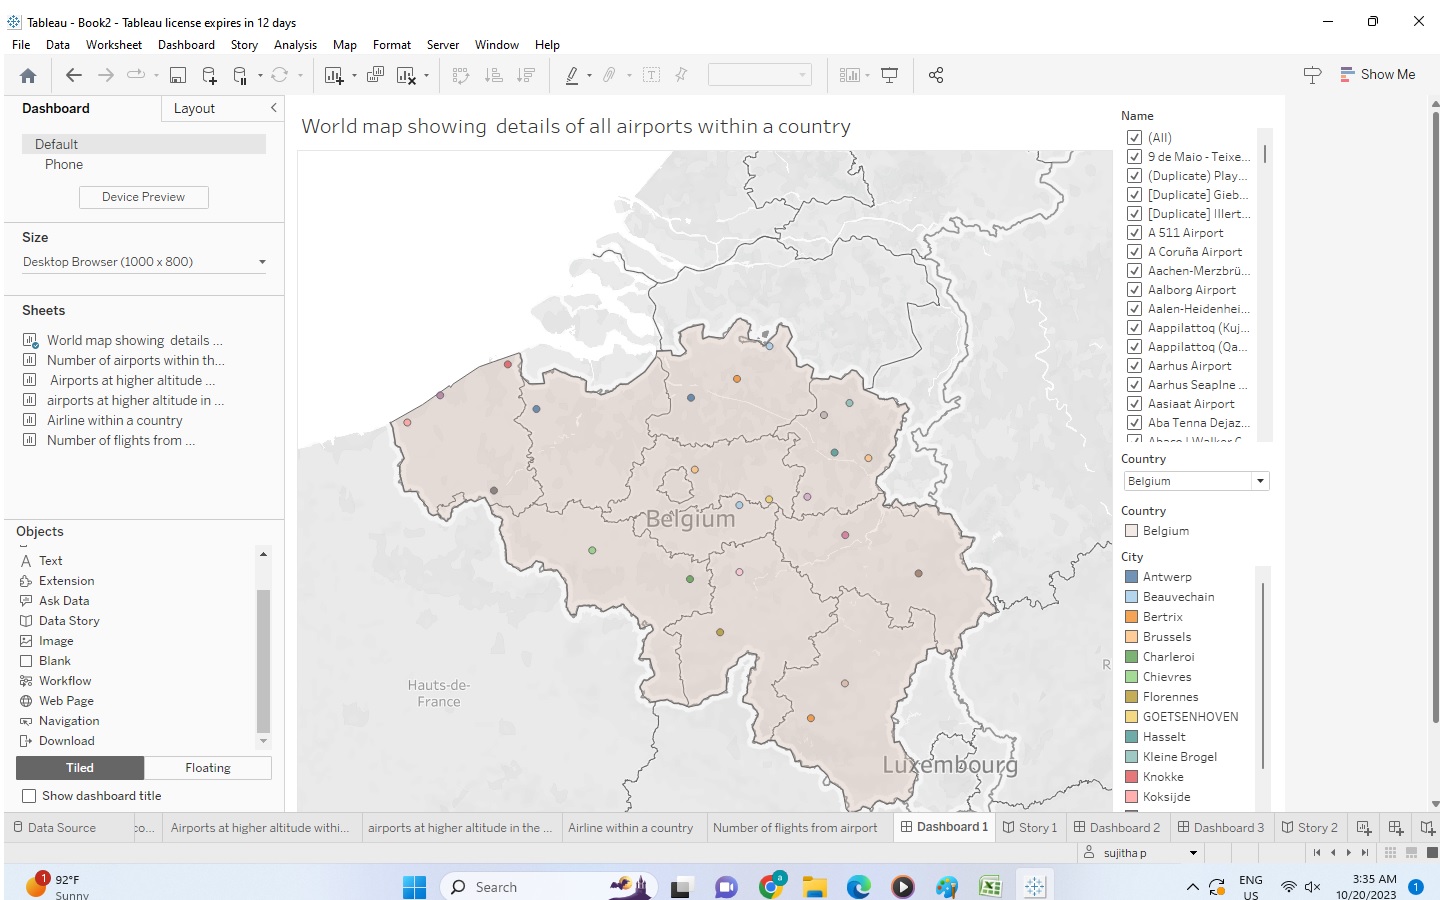 Tableau - Book2 - Tableau license expires in 12 days
File Data Worksheet Dashboard Story Analysis Map Format Server Window Help
Show Me
Dashboard Layout
Default
Phone
Device Preview
Size
Desktop Browser (1000 x 800)
Sheets
World map showing details ...
Number of airports within th...
Airports at higher altitude ...
airports at higher altitude in ...
Airline within a country
Number of flights from ...
Objects
Text
Extension
Ask Data
Data Story
Image
Blank
Workflow
Web Page
Navigation
Download
Tiled Floating
Show dashboard title
World map showing details of all airports within a country
Belgium
Hauts-de-
France
Luxembourg
R
Name
(All)
9 de Maio - Teixe...
(Duplicate) Play...
[Duplicate] Gieb...
[Duplicate] Illert...
A 511 Airport
A Coruña Airport
Aachen-Merzbrü...
Aalborg Airport
Aalen-Heidenhei...
Aappilattoq (Kuj...
Aappilattoq (Qa...
Aarhus Airport
Aarhus Seaplne ...
Aasiaat Airport
Aba Tenna Dejaz...
Country
Belgium
Country
Belgium
City
Antwerp
Beauvechain
Bertrix
Brussels
Charleroi
Chievres
Florennes
GOETSENHOVEN
Hasselt
Kleine Brogel
Knokke
Koksijde
Data Source co... Airports at higher altitude withi... airports at higher altitude in the ... Airline within a country Number of flights from airport Dashboard 1 Story 1 Dashboard 2 Dashboard 3 Story 2
sujitha p
1 92°F
Sunny
Search
a
ENG
US
3:35 AM
10/20/2023
1